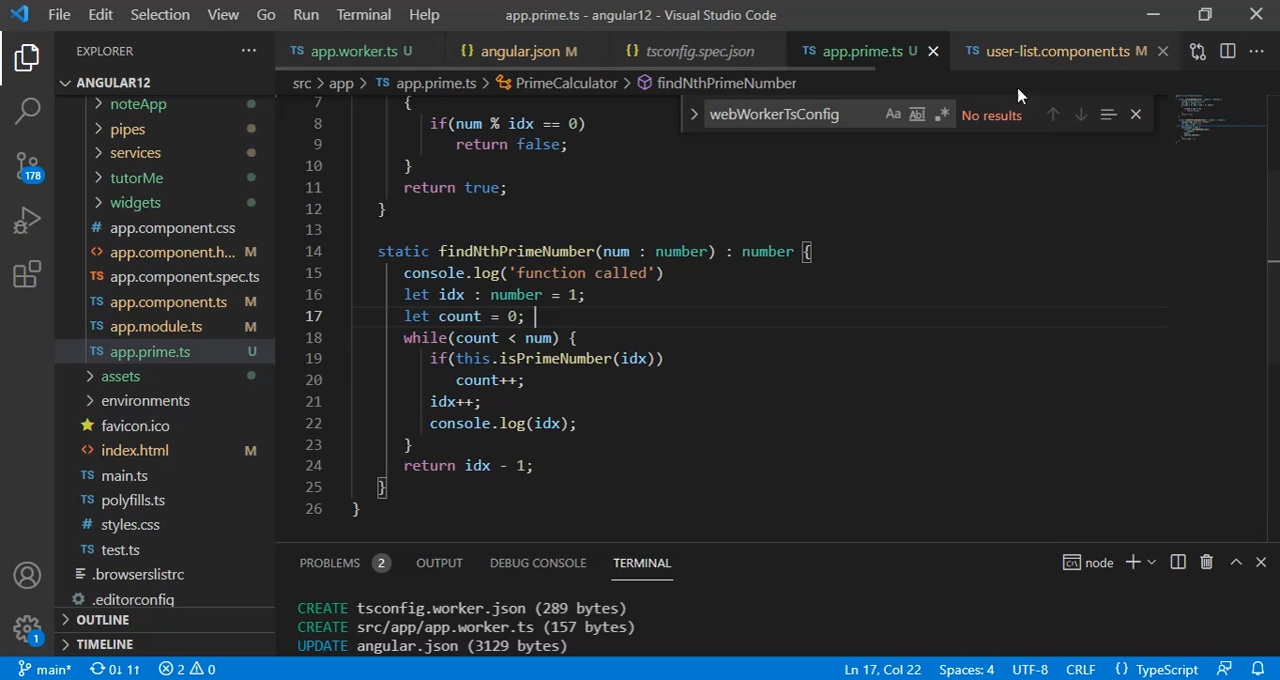 File Edit Selection View Go Run Terminal Help app.prime.ts - angular12 - Visual Studio Code
EXPLORER
ANGULAR12
noteApp
pipes
services
tutorMe
widgets
app.component.css
app.component.h... M
app.component.spec.ts
app.component.ts M
app.module.ts M
app.prime.ts U
assets
environments
favicon.ico
index.html M
main.ts
polyfills.ts
styles.css
test.ts
.browserslistrc
.editorconfig
OUTLINE
TIMELINE
178
1
TS app.worker.ts U {} angular.json M {} tsconfig.spec.json TS app.prime.ts U TS user-list.component.ts M
src > app > TS app.prime.ts > PrimeCalculator > findNthPrimeNumber
webWorkerTsConfig Aa Ab No results
7 {
8 if(num % idx == 0)
9 return false;
10 }
11 return true;
12 }
13
14 static findNthPrimeNumber(num : number) : number {
15 console.log('function called')
16 let idx : number = 1;
17 let count = 0;
18 while(count < num) {
19 if(this.isPrimeNumber(idx))
20 count++;
21 idx++;
22 console.log(idx);
23 }
24 return idx - 1;
25 }
26 }
PROBLEMS 2 OUTPUT DEBUG CONSOLE TERMINAL node
CREATE tsconfig.worker.json (289 bytes)
CREATE src/app/app.worker.ts (157 bytes)
UPDATE angular.json (3129 bytes)
main* 0↓ 1↑ 2 0 Ln 17, Col 22 Spaces: 4 UTF-8 CRLF {} TypeScript